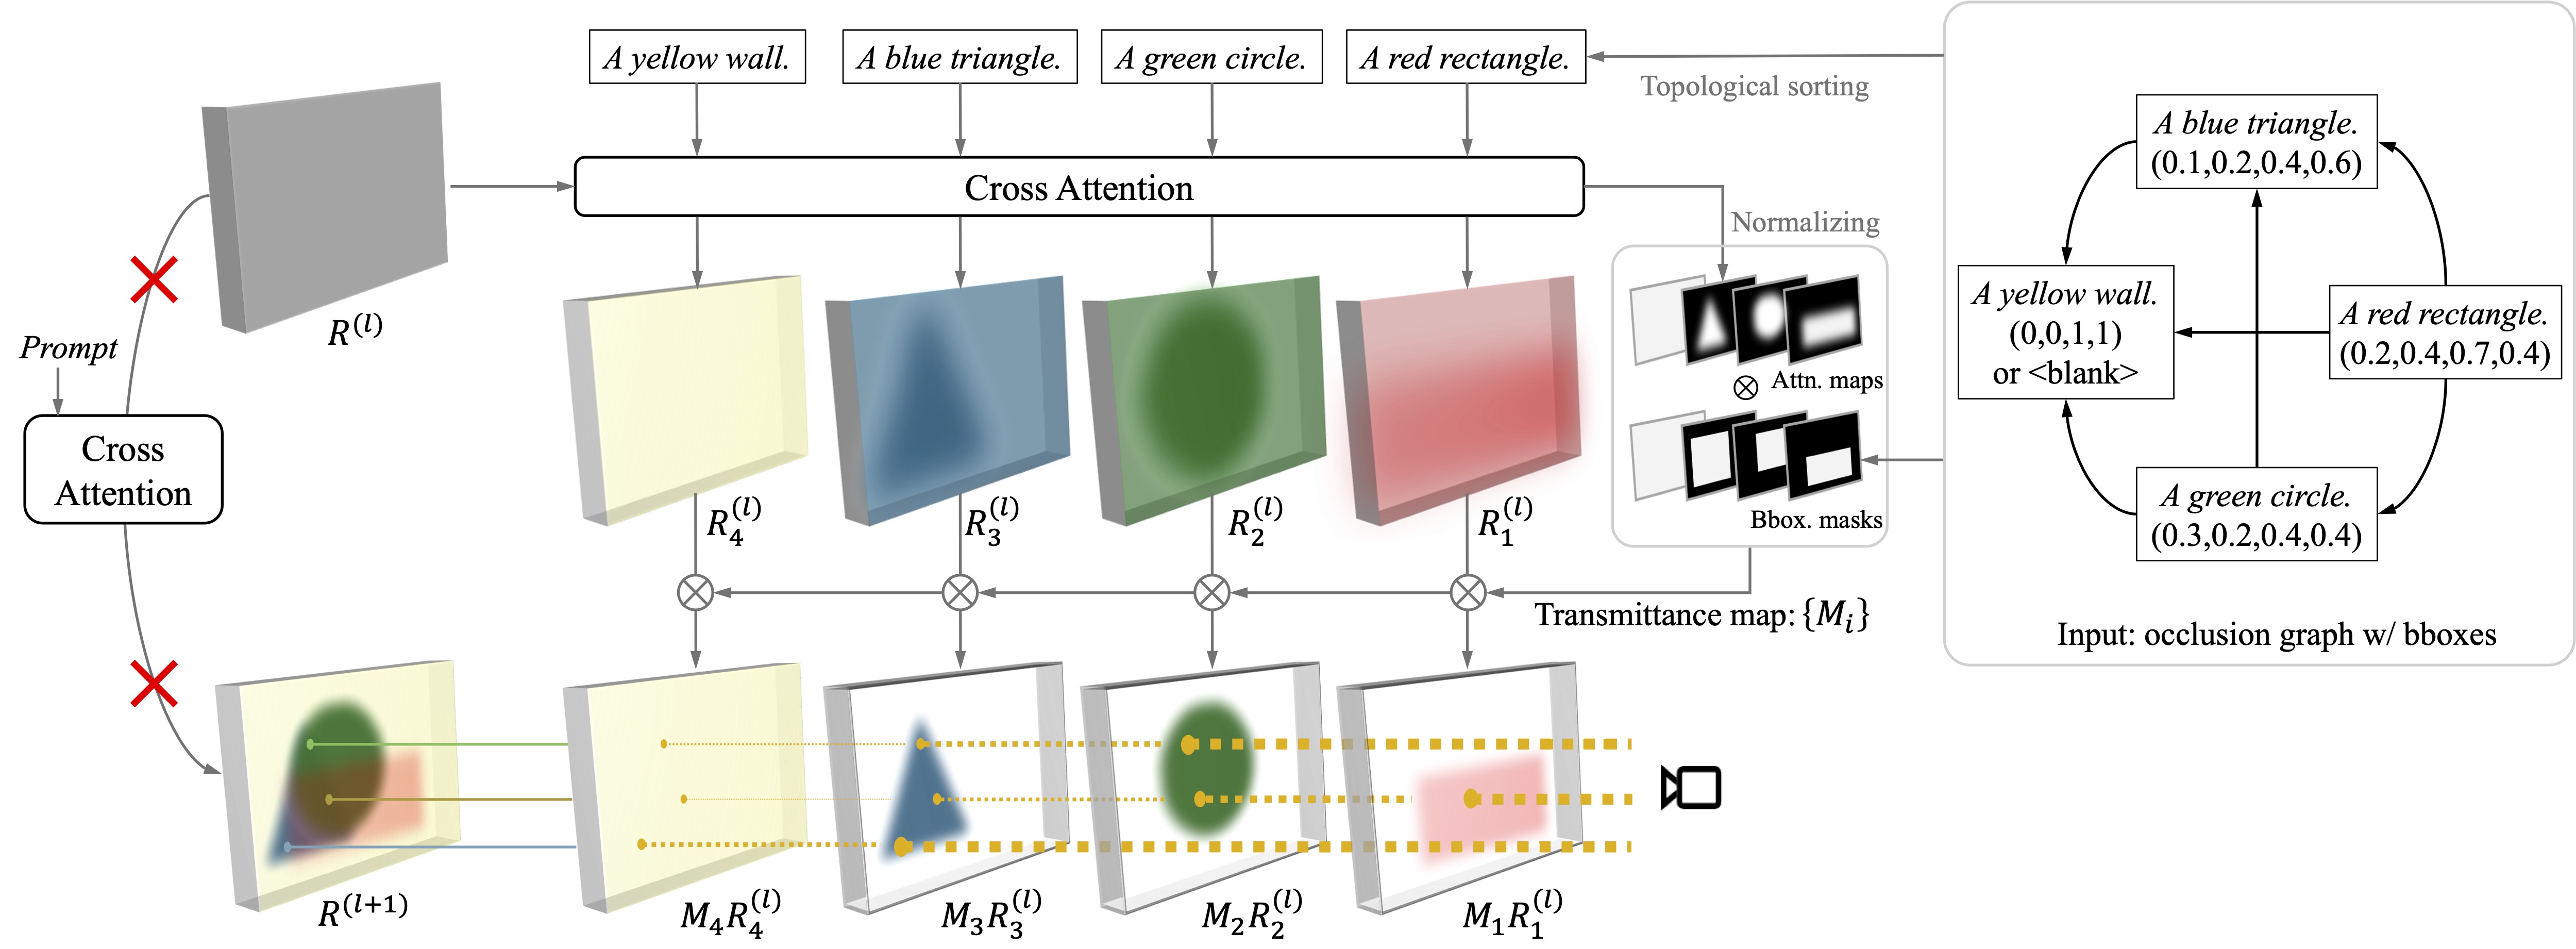 A yellow wall.
A blue triangle.
A green circle.
A red rectangle.
Topological sorting
Cross Attention
Normalizing
R^{(l)}
Prompt
Cross
Attention
R_4^{(l)}
R_3^{(l)}
R_2^{(l)}
R_1^{(l)}
Attn. maps
Bbox. masks
Transmittance map: {M_i}
R^{(l+1)}
M_4R_4^{(l)}
M_3R_3^{(l)}
M_2R_2^{(l)}
M_1R_1^{(l)}
A blue triangle.
(0.1,0.2,0.4,0.6)
A yellow wall.
(0,0,1,1)
or <blank>
A red rectangle.
(0.2,0.4,0.7,0.4)
A green circle.
(0.3,0.2,0.4,0.4)
Input: occlusion graph w/ bboxes